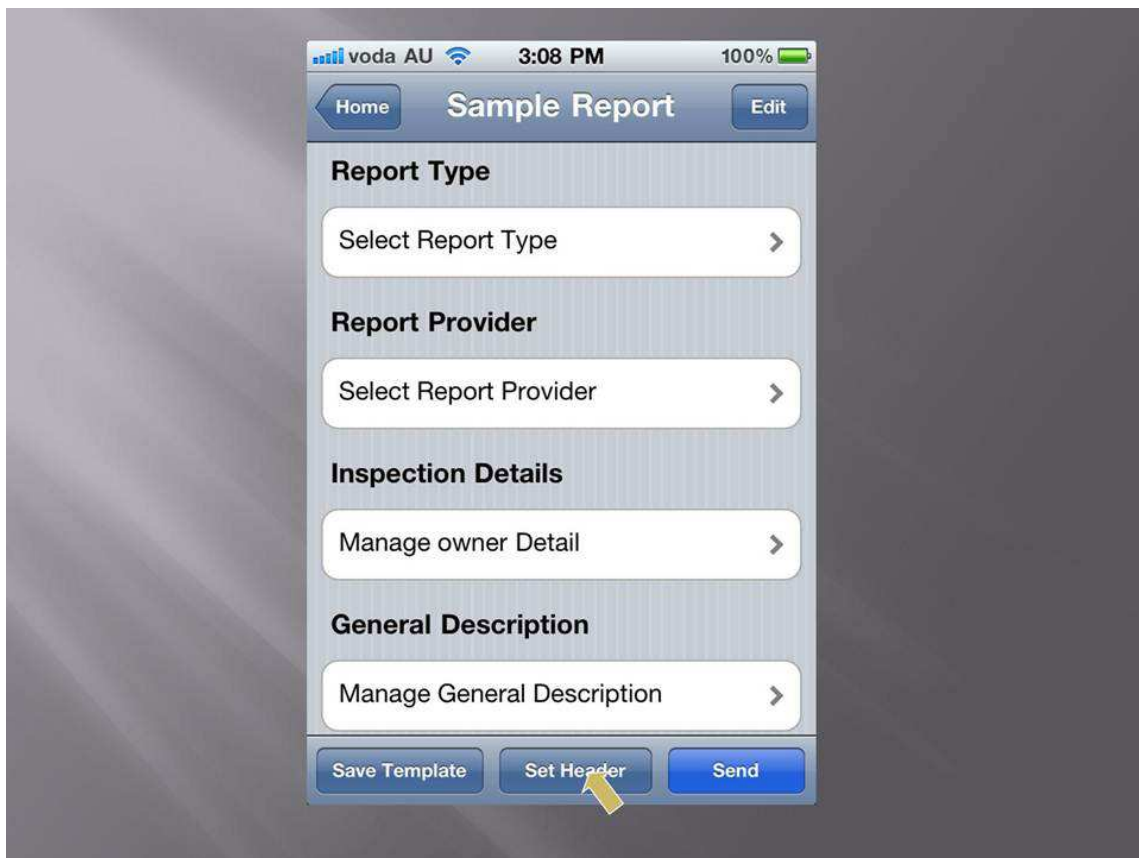 voda AU 3:08 PM 100%
Home Sample Report Edit
Report Type
Select Report Type
Report Provider
Select Report Provider
Inspection Details
Manage owner Detail
General Description
Manage General Description
Save Template Set Header Send